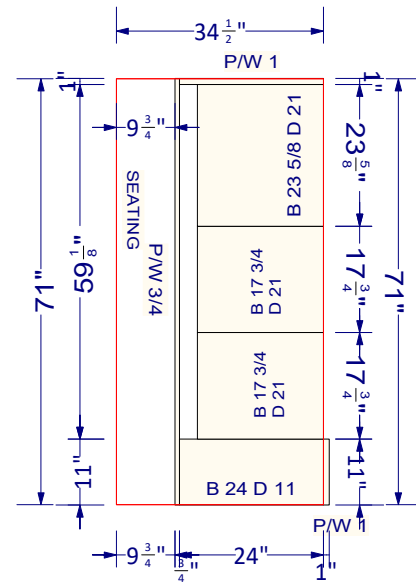 34 1/2"
P/W 1
1"
1"
9 3/4"
23 5/8"
B 23 5/8 D 21
SEATING
P/W 3/4
59 1/8"
71"
71"
B 17 3/4
D 21
17 3/4"
B 17 3/4
D 21
17 3/4"
11"
B 24 D 11
11"
P/W 1
9 3/4"
3/4"
24"
1"